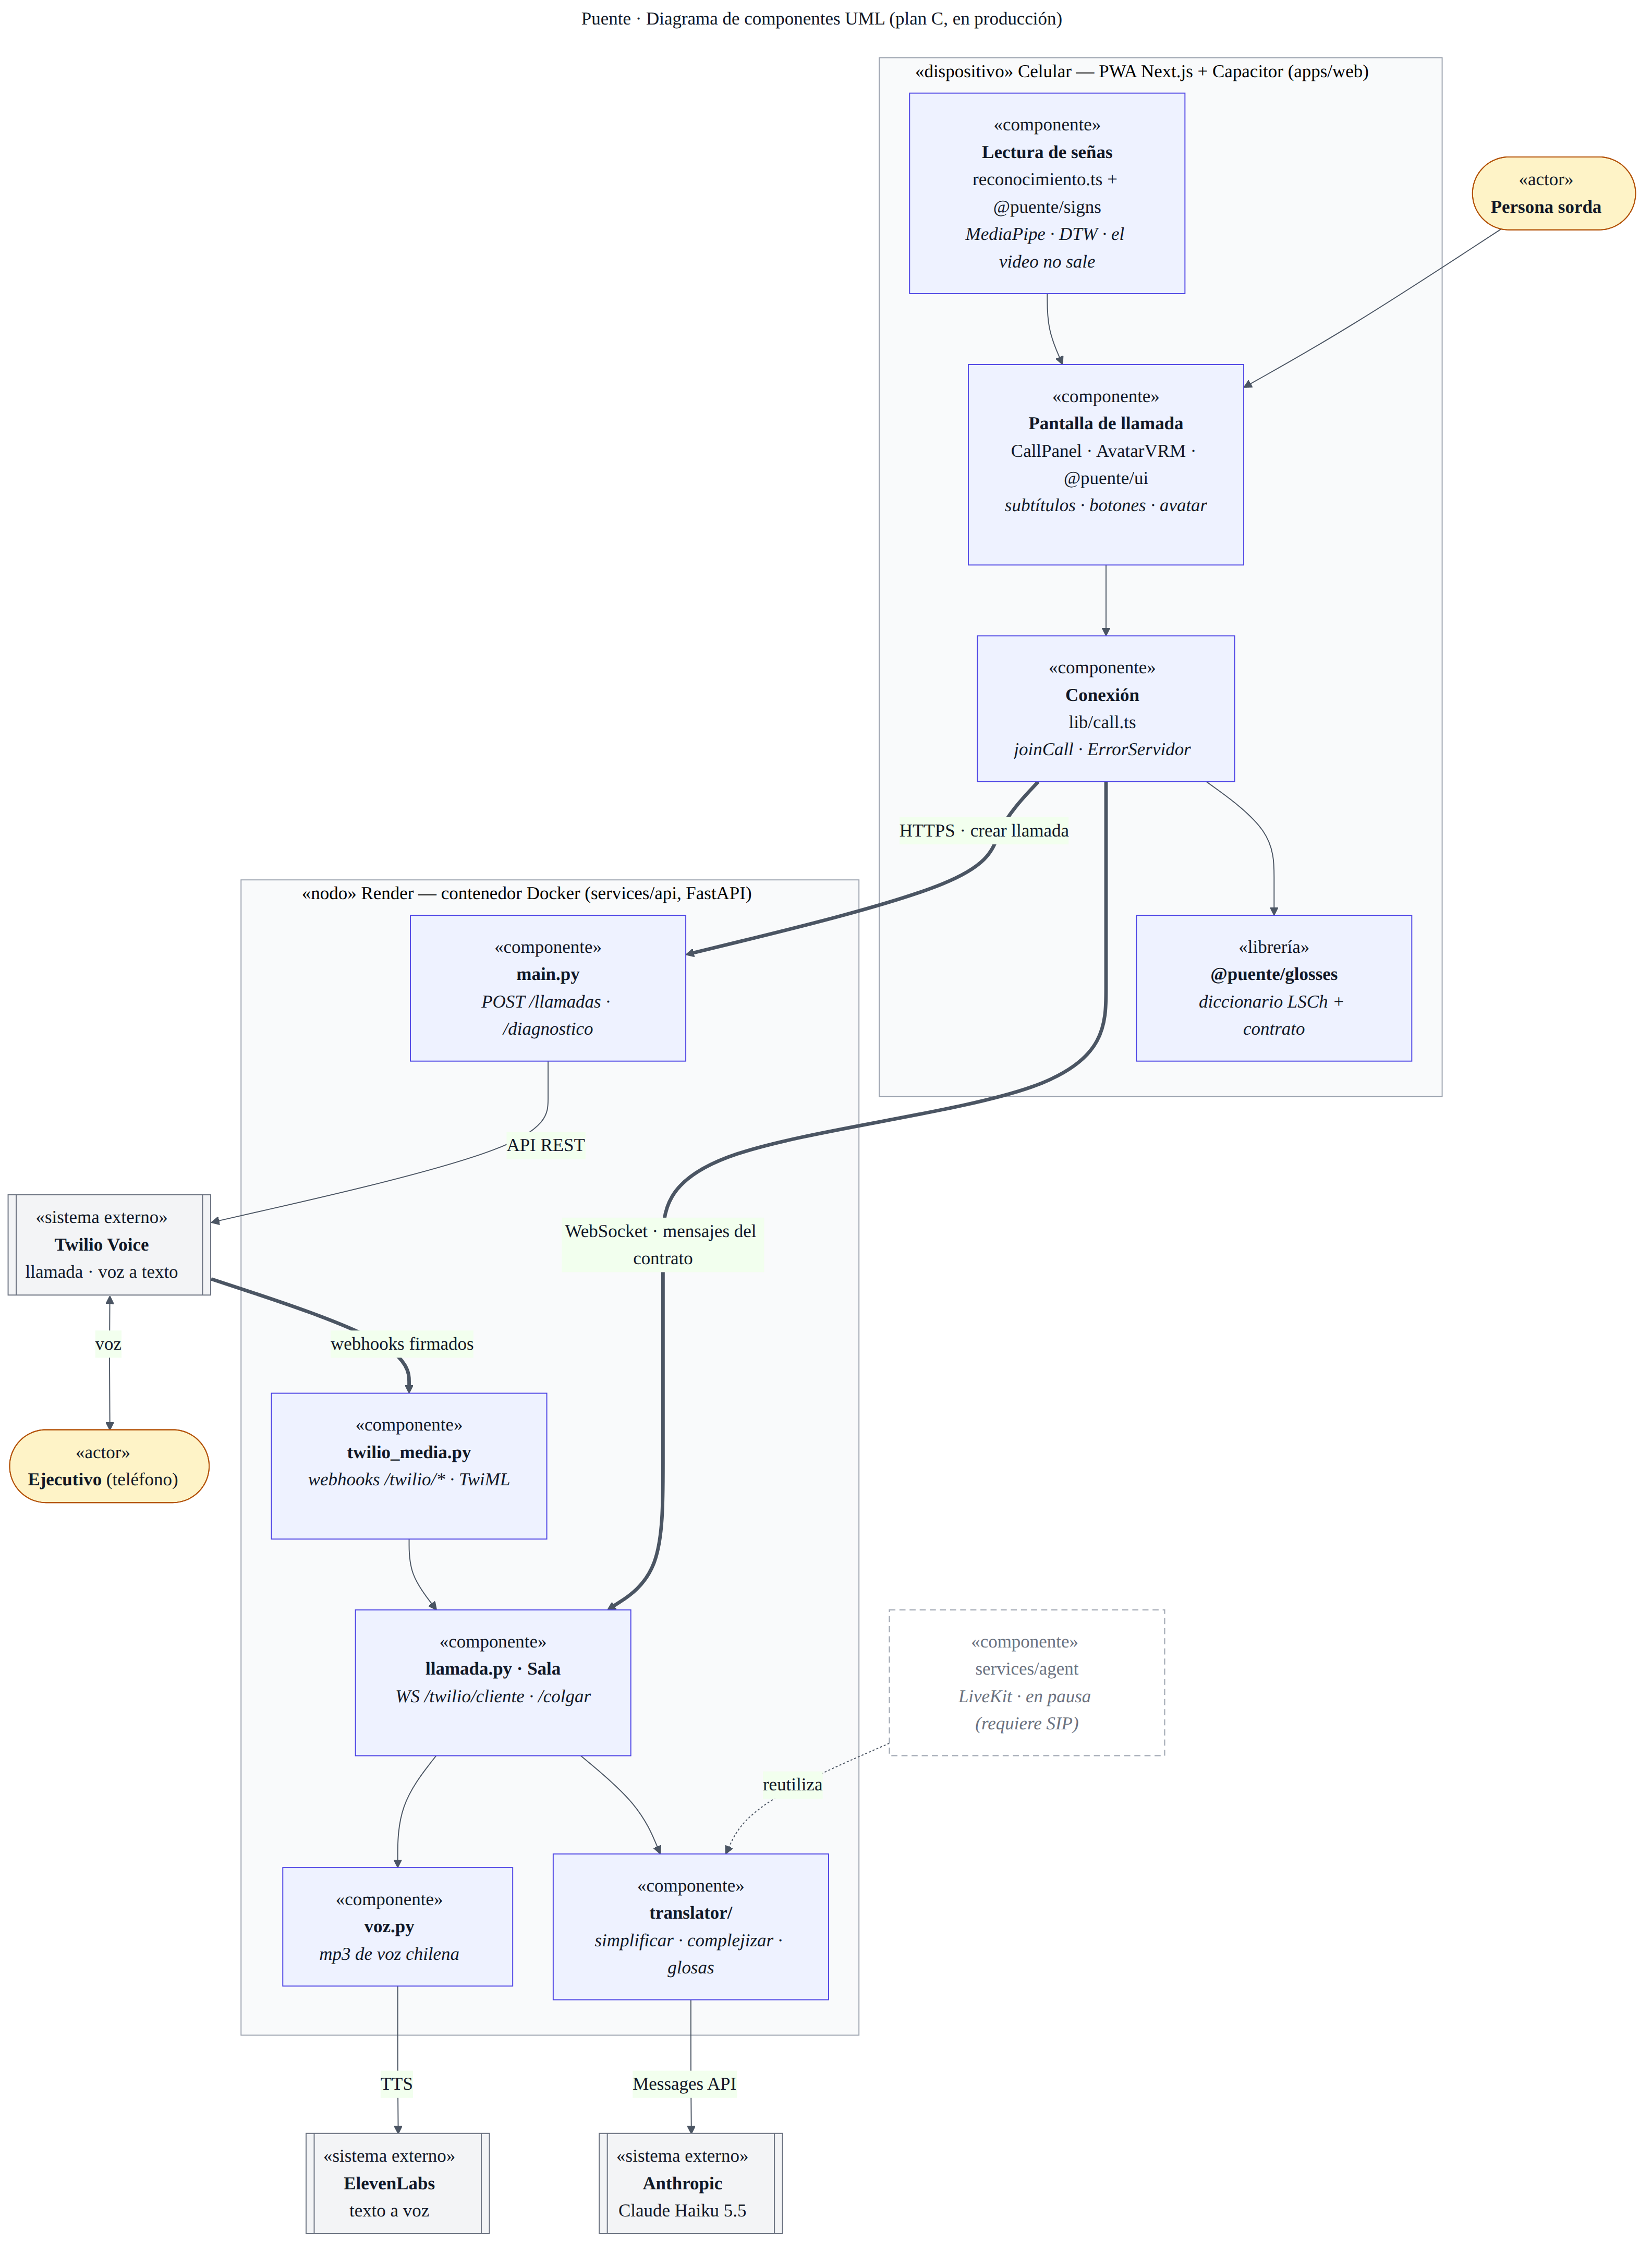 Puente · Diagrama de componentes UML (plan C, en producción)
«dispositivo» Celular — PWA Next.js + Capacitor (apps/web)
«componente»
Lectura de señas
reconocimiento.ts +
@puente/signs
MediaPipe · DTW · el
video no sale
«actor»
Persona sorda
«componente»
Pantalla de llamada
CallPanel · AvatarVRM ·
@puente/ui
subtítulos · botones · avatar
«componente»
Conexión
lib/call.ts
joinCall · ErrorServidor
HTTPS · crear llamada
«nodo» Render — contenedor Docker (services/api, FastAPI)
«componente»
main.py
POST /llamadas ·
/diagnostico
«librería»
@puente/glosses
diccionario LSCh +
contrato
API REST
«sistema externo»
Twilio Voice
llamada · voz a texto
WebSocket · mensajes del
contrato
voz
webhooks firmados
«actor»
Ejecutivo (teléfono)
«componente»
twilio_media.py
webhooks /twilio/* · TwiML
«componente»
llamada.py · Sala
WS /twilio/cliente · /colgar
«componente»
services/agent
LiveKit · en pausa
(requiere SIP)
reutiliza
«componente»
voz.py
mp3 de voz chilena
«componente»
translator/
simplificar · complejizar ·
glosas
TTS
Messages API
«sistema externo»
ElevenLabs
texto a voz
«sistema externo»
Anthropic
Claude Haiku 5.5